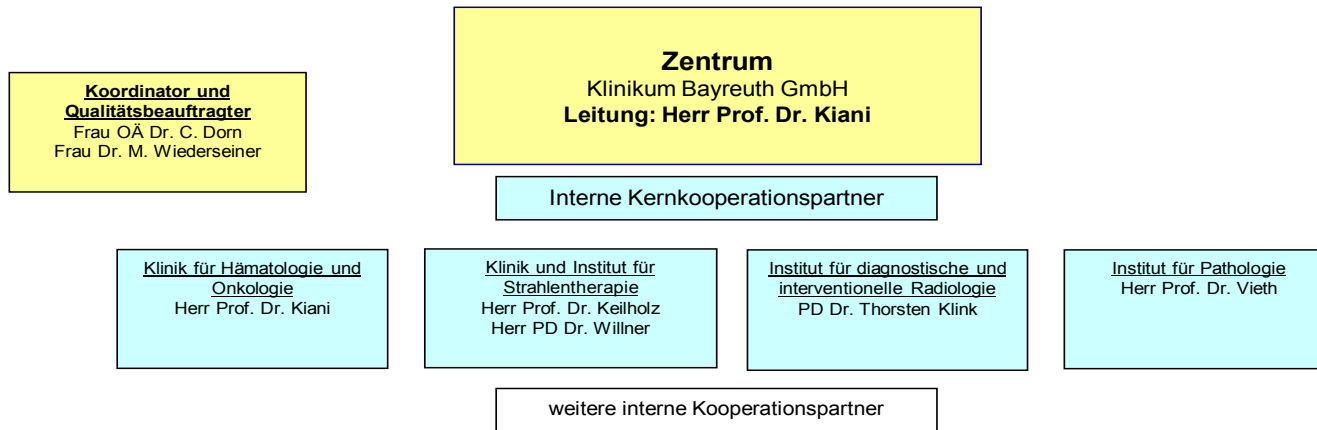 Zentrum
Klinikum Bayreuth GmbH
Leitung: Herr Prof. Dr. Kiani
Koordinator und
Qualitätsbeauftragter
Frau OÄ Dr. C. Dorn
Frau Dr. M. Wiederseiner
Interne Kernkooperationspartner
Klinik für Hämatologie und
Onkologie
Herr Prof. Dr. Kiani
Klinik und Institut für
Strahlentherapie
Herr Prof. Dr. Keilholz
Herr PD Dr. Willner
Institut für diagnostische und
interventionelle Radiologie
PD Dr. Thorsten Klink
Institut für Pathologie
Herr Prof. Dr. Vieth
weitere interne Kooperationspartner